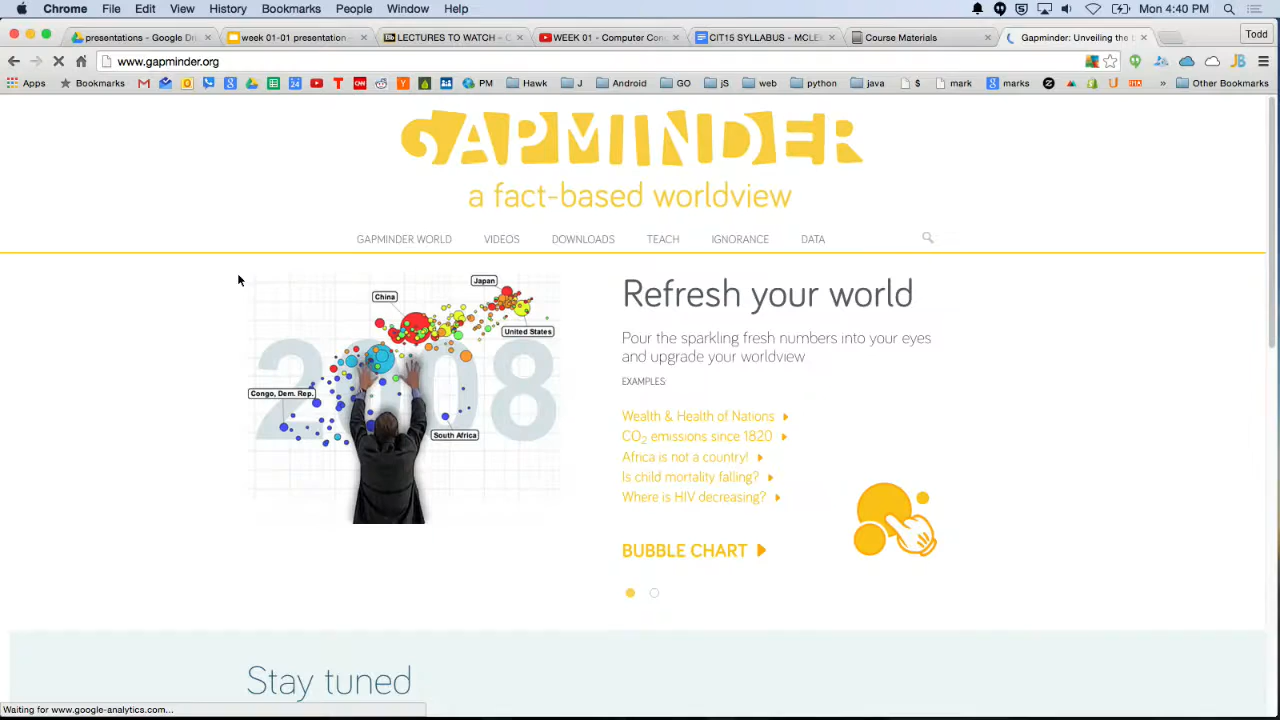 Chrome File Edit View History Bookmarks People Window Help Mon 4:40 PM
presentations - Google Dri
week 01-01 presentation
LECTURES TO WATCH - C
WEEK 01 - Computer Con
CIT15 SYLLABUS - MCLE
Course Materials
Gapminder: Unveiling the b
Todd
www.gapminder.org
Apps Bookmarks 24 PM Hawk J Android GO jS web python java $ mark marks » Other Bookmarks
GAPMINDER
a fact-based worldview
GAPMINDER WORLD VIDEOS DOWNLOADS TEACH IGNORANCE DATA
2008
Japan
China
United States
Congo, Dem. Rep.
South Africa
Refresh your world
Pour the sparkling fresh numbers into your eyes
and upgrade your worldview
EXAMPLES
Wealth & Health of Nations
CO2 emissions since 1820
Africa is not a country!
Is child mortality falling?
Where is HIV decreasing?
BUBBLE CHART
Stay tuned
Waiting for www.google-analytics.com...